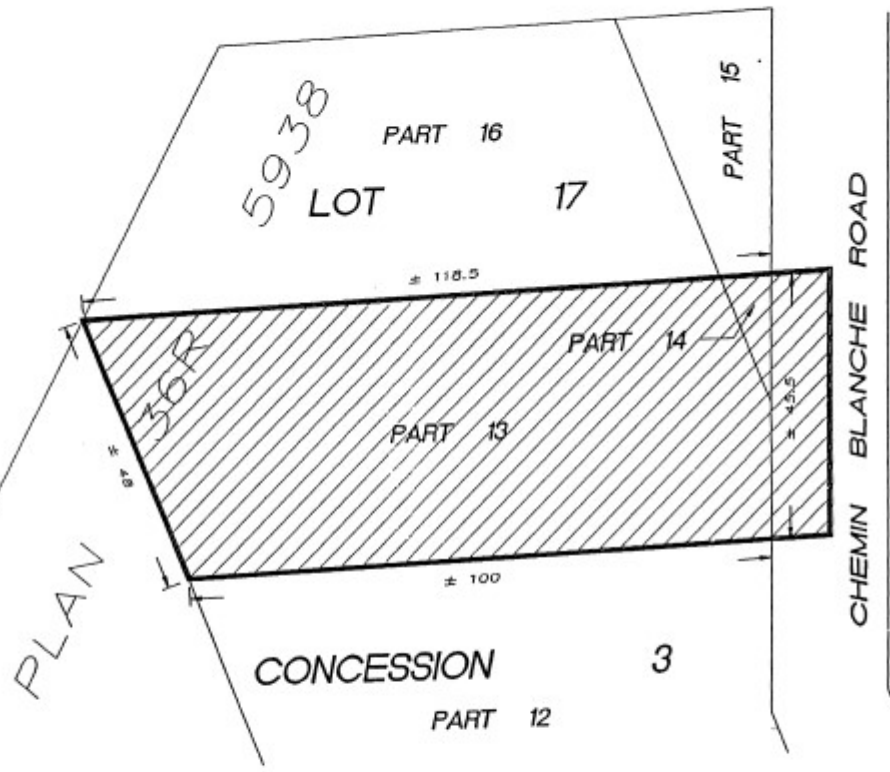 PART 15
PART 16
5938
LOT 17
± 118.5
CHEMIN BLANCHE ROAD
PART 14
36R
± 45.5
PART 13
± 48
± 100
PLAN
CONCESSION 3
PART 12